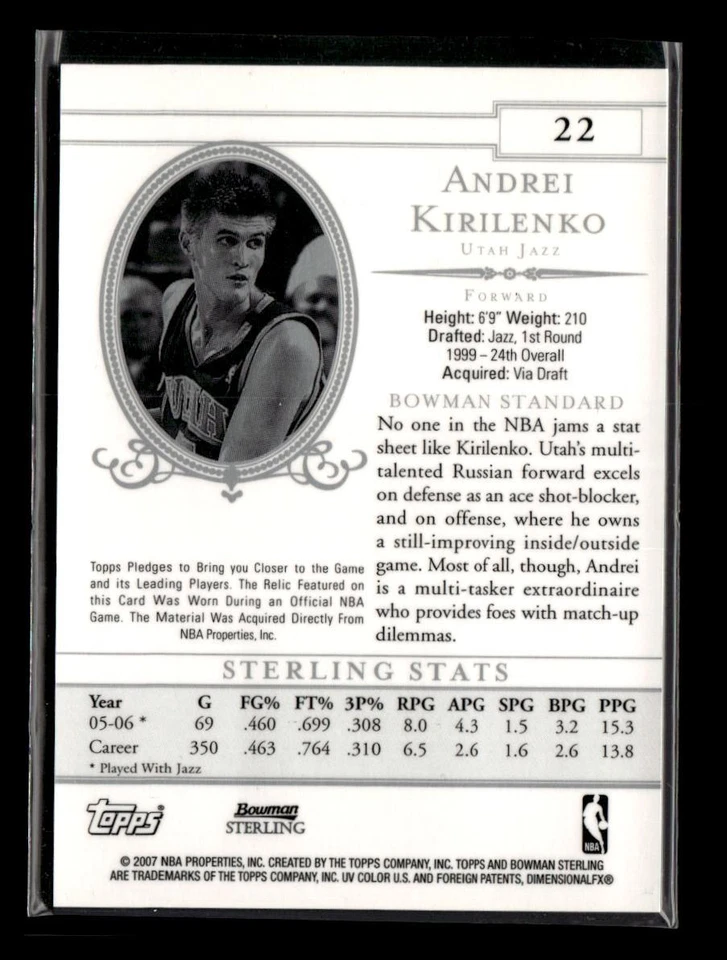 22
ANDREI
KIRILENKO
UTAH JAZZ
FORWARD
Height: 6'9" Weight: 210
Drafted: Jazz, 1st Round
1999 – 24th Overall
Acquired: Via Draft
BOWMAN STANDARD
No one in the NBA jams a stat
sheet like Kirilenko. Utah's multi-
talented Russian forward excels
on defense as an ace shot-blocker,
and on offense, where he owns
a still-improving inside/outside
game. Most of all, though, Andrei
is a multi-tasker extraordinaire
who provides foes with match-up
dilemmas.
UTAH
Topps Pledges to Bring you Closer to the Game
and its Leading Players. The Relic Featured on
this Card Was Worn During an Official NBA
Game. The Material Was Acquired Directly From
NBA Properties, Inc.
STERLING STATS
Year G FG% FT% 3P% RPG APG SPG BPG PPG
05-06 * 69 .460 .699 .308 8.0 4.3 1.5 3.2 15.3
Career 350 .463 .764 .310 6.5 2.6 1.6 2.6 13.8
* Played With Jazz
Topps®
Bowman
STERLING
NBA
© 2007 NBA PROPERTIES, INC. CREATED BY THE TOPPS COMPANY, INC. TOPPS AND BOWMAN STERLING
ARE TRADEMARKS OF THE TOPPS COMPANY, INC. UV COLOR U.S. AND FOREIGN PATENTS, DIMENSIONALFX®